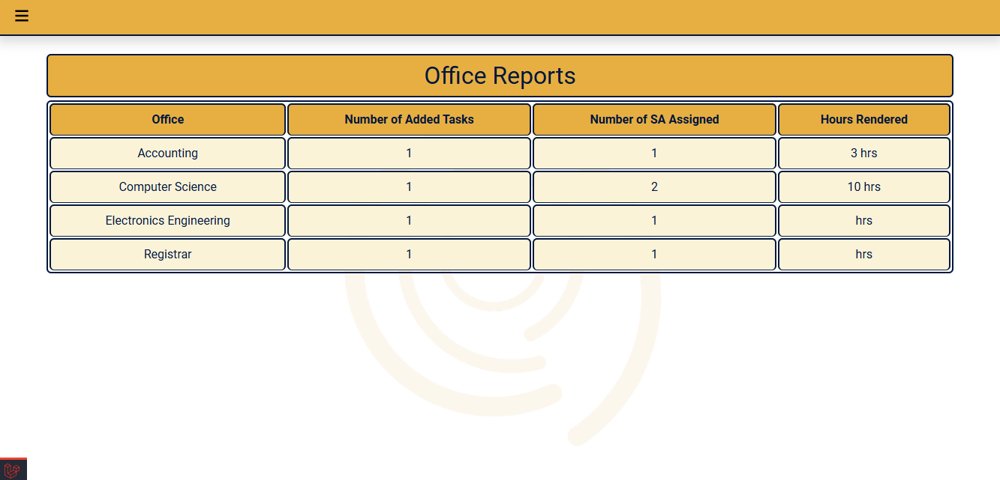 Office Reports
Office Number of Added Tasks Number of SA Assigned Hours Rendered
Accounting 1 1 3 hrs
Computer Science 1 2 10 hrs
Electronics Engineering 1 1 hrs
Registrar 1 1 hrs